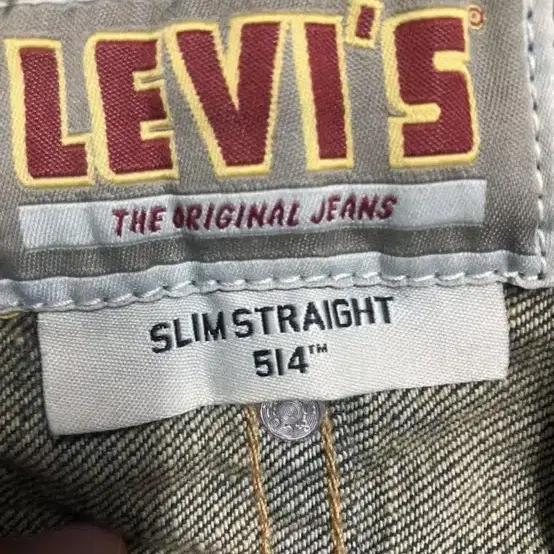 LEVI'S®
THE ORIGINAL JEANS
SLIM STRAIGHT
514™